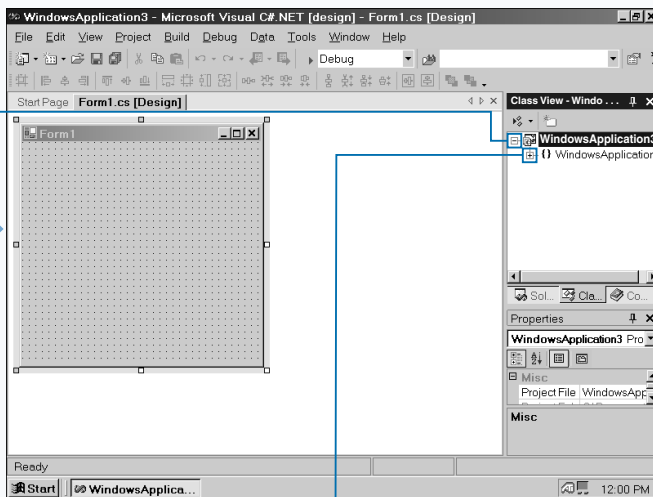 WindowsApplication3 - Microsoft Visual C#.NET [design] - Form1.cs [Design]
File Edit View Project Build Debug Data Tools Window Help
Debug
Start Page Form1.cs [Design]
Class View - Windo...
Form1
WindowsApplication3
{} WindowsApplication
Sol... Cla... Co...
Properties
WindowsApplication3 Pro
Misc
Project File WindowsApp
Misc
Ready
Start WindowsApplica... 12:00 PM